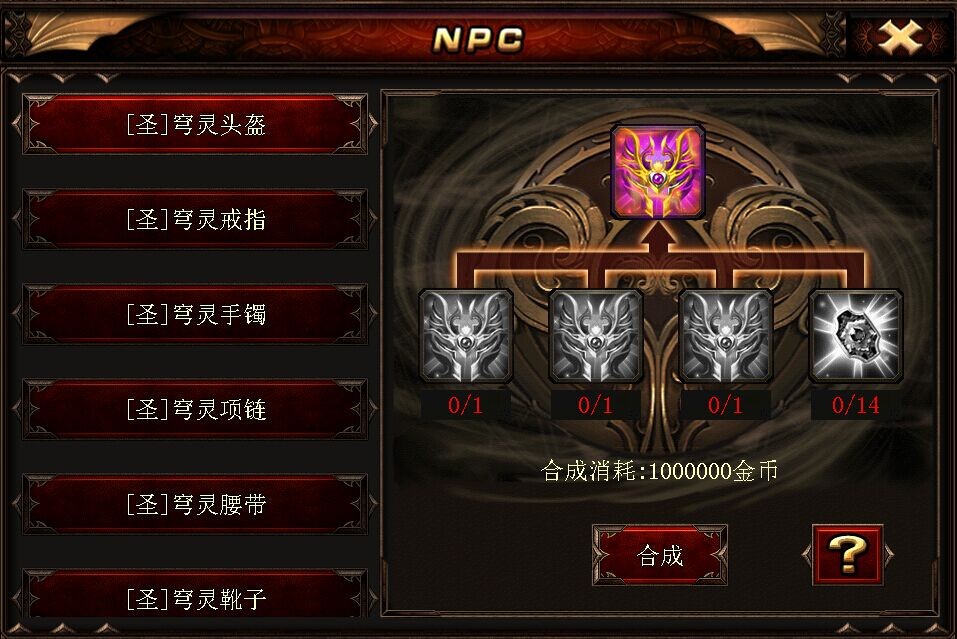 NPC
[圣]穹灵头盔
[圣]穹灵戒指
[圣]穹灵手镯
[圣]穹灵项链
[圣]穹灵腰带
[圣]穹灵靴子
0/1
0/1
0/1
0/14
合成消耗:1000000金币
合成
?